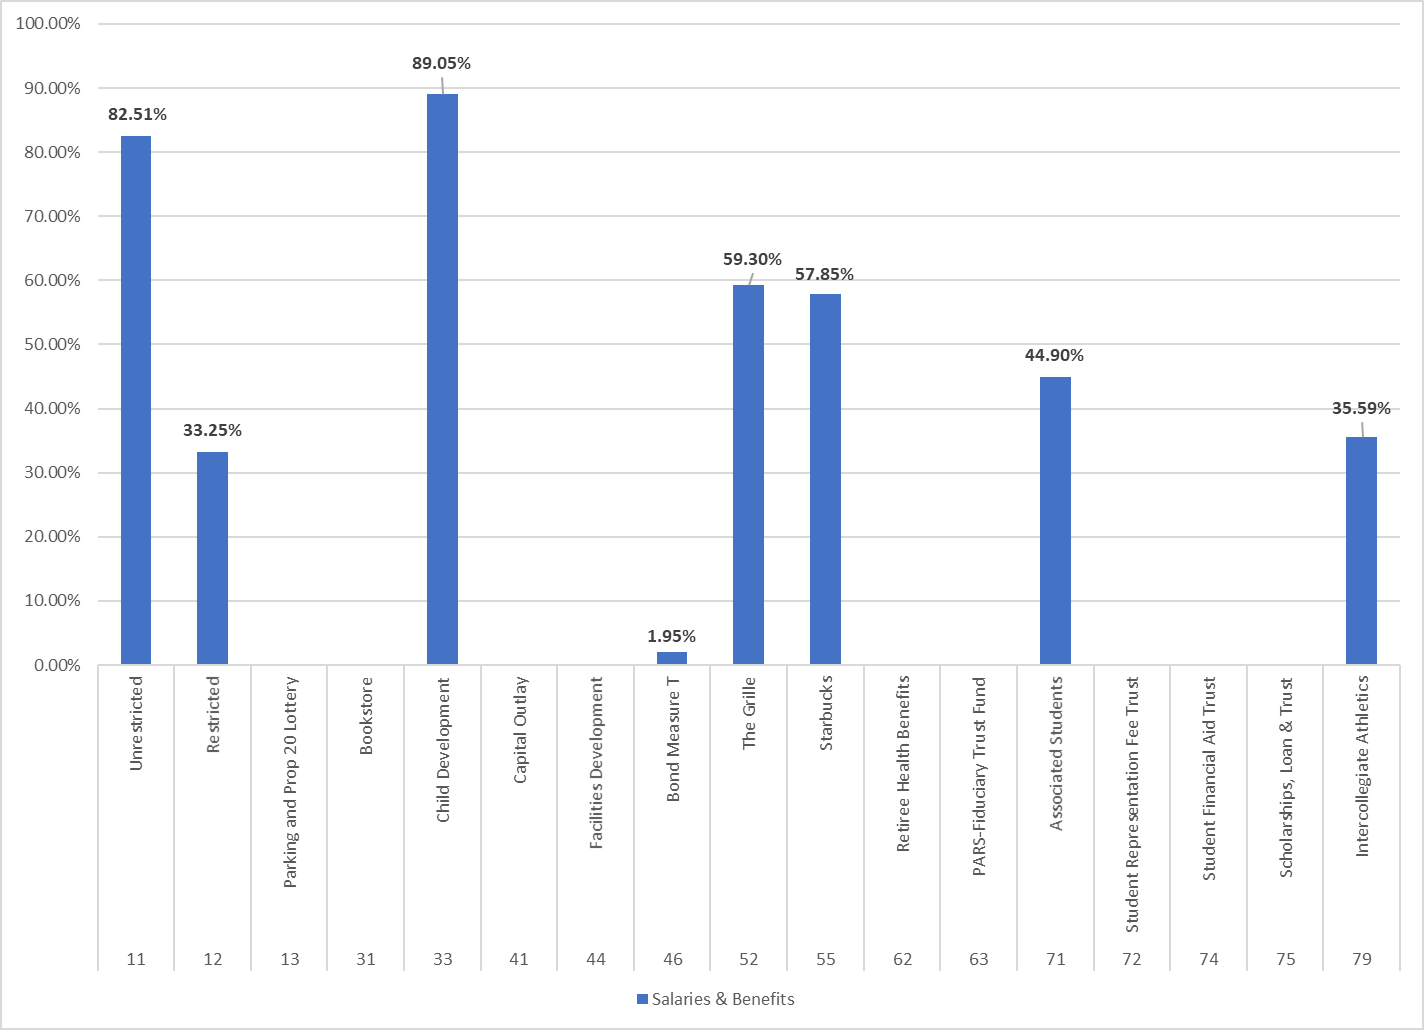 100.00%
90.00%
80.00%
70.00%
60.00%
50.00%
40.00%
30.00%
20.00%
10.00%
0.00%
82.51%
33.25%
89.05%
1.95%
59.30%
57.85%
44.90%
35.59%
Unrestricted
Restricted
Parking and Prop 20 Lottery
Bookstore
Child Development
Capital Outlay
Facilities Development
Bond Measure T
The Grille
Starbucks
Retiree Health Benefits
PARS-Fiduciary Trust Fund
Associated Students
Student Representation Fee Trust
Student Financial Aid Trust
Scholarships, Loan & Trust
Intercollegiate Athletics
11 12 13 31 33 41 44 46 52 55 62 63 71 72 74 75 79
Salaries & Benefits